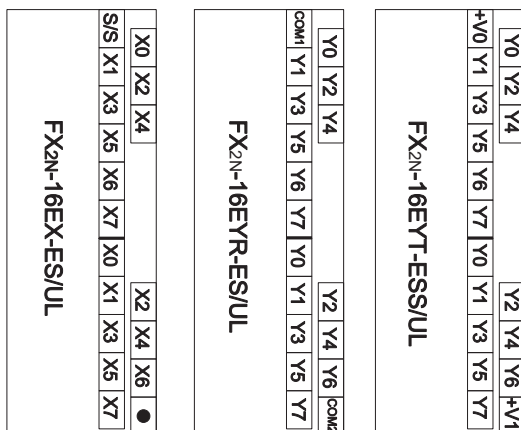 Y0 Y2 Y4 Y2 Y4 Y6 +V1
+V0 Y1 Y3 Y5 Y6 Y7 Y0 Y1 Y3 Y5 Y7
FX2N-16EYT-ESS/UL
Y0 Y2 Y4 Y2 Y4 Y6 COM2
COM1 Y1 Y3 Y5 Y6 Y7 Y0 Y1 Y3 Y5 Y7
FX2N-16EYR-ES/UL
X0 X2 X4 X2 X4 X6 ●
S/S X1 X3 X5 X6 X7 X0 X1 X3 X5 X7
FX2N-16EX-ES/UL